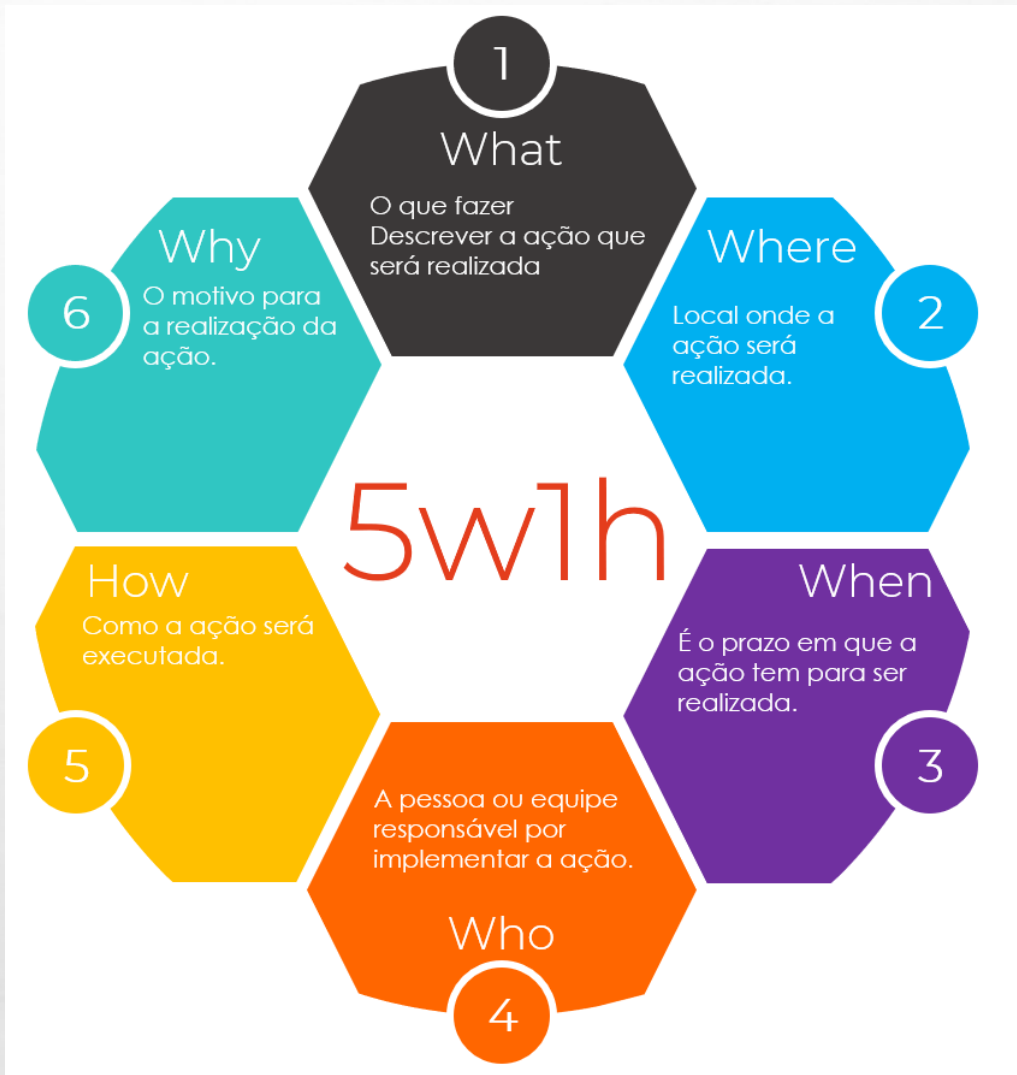 1
What
O que fazer
Descrever a ação que
será realizada
2
Where
Local onde a
ação será
realizada.
3
When
É o prazo em que a
ação tem para ser
realizada.
4
Who
A pessoa ou equipe
responsável por
implementar a ação.
5
How
Como a ação será
executada.
6
Why
O motivo para
a realização da
ação.
5w1h